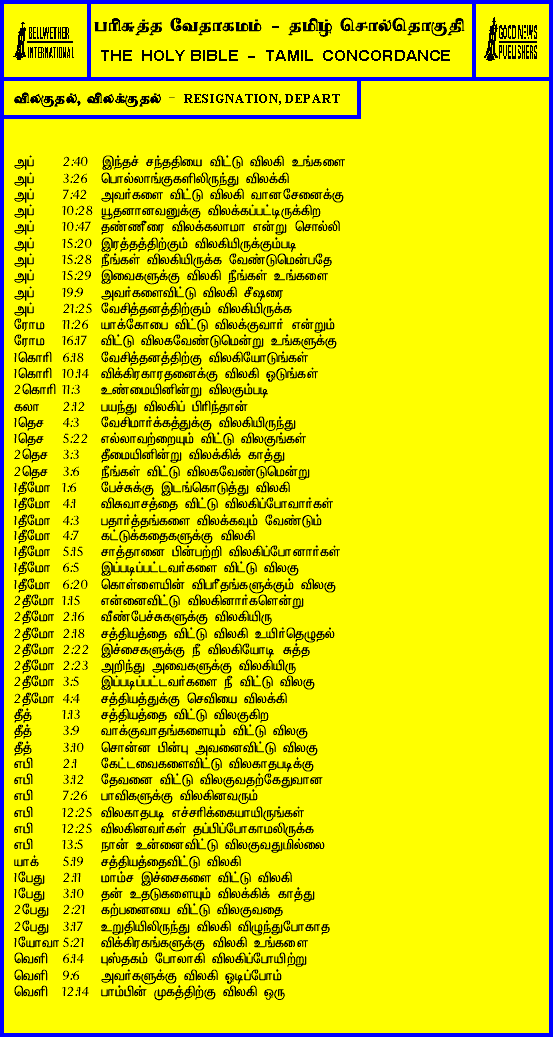 BELLWETHER
INTERNATIONAL
பரிசுத்த வேதாகமம் - தமிழ் சொல்தொகுதி
THE HOLY BIBLE - TAMIL CONCORDANCE
GOOD NEWS
PUBLISHERS
விலகுதல், விலக்குதல் - RESIGNATION, DEPART
அப் 2:40 இந்தச் சந்ததியை விட்டு விலகி உங்களை
அப் 3:26 பொல்லாங்குகளிலிருந்து விலக்கி
அப் 7:42 அவர்களை விட்டு விலகி வானசேனைக்கு
அப் 10:28 யூதனானவனுக்கு விலக்கப்பட்டிருக்கிற
அப் 10:47 தண்ணீரை விலக்கலாமா என்று சொல்லி
அப் 15:20 இரத்தத்திற்கும் விலகியிருக்கும்படி
அப் 15:28 நீங்கள் விலகியிருக்க வேண்டுமென்பதே
அப் 15:29 இவைகளுக்கு விலகி நீங்கள் உங்களை
அப் 19:9 அவர்களைவிட்டு விலகி சீஷரை
அப் 21:25 வேசித்தனத்திற்கும் விலகியிருக்க
ரோம 11:26 யாக்கோபை விட்டு விலக்குவார் என்றும்
ரோம 16:17 விட்டு விலகவேண்டுமென்று உங்களுக்கு
1கொரி 6:18 வேசித்தனத்திற்கு விலகியோடுங்கள்
1கொரி 10:14 விக்கிரகாரதனைக்கு விலகி ஓடுங்கள்
2கொரி 11:3 உண்மையினின்று விலகும்படி
கலா 2:12 பயந்து விலகிப் பிரிந்தான்
1தெச 4:3 வேசிமார்க்கத்துக்கு விலகியிருந்து
1தெச 5:22 எல்லாவற்றையும் விட்டு விலகுங்கள்
2தெச 3:3 தீமையினின்று விலக்கிக் காத்து
2தெச 3:6 நீங்கள் விட்டு விலகவேண்டுமென்று
1தீமோ 1:6 பேச்சுக்கு இடங்கொடுத்து விலகி
1தீமோ 4:1 விசுவாசத்தை விட்டு விலகிப்போவார்கள்
1தீமோ 4:3 பதார்த்தங்களை விலக்கவும் வேண்டும்
1தீமோ 4:7 கட்டுக்கதைகளுக்கு விலகி
1தீமோ 5:15 சாத்தானை பின்பற்றி விலகிப்போனார்கள்
1தீமோ 6:5 இப்படிப்பட்டவர்களை விட்டு விலகு
1தீமோ 6:20 கொள்ளையின் விபரீதங்களுக்கும் விலகு
2தீமோ 1:15 என்னைவிட்டு விலகினார்களென்று
2தீமோ 2:16 வீண்பேச்சுகளுக்கு விலகியிரு
2தீமோ 2:18 சத்தியத்தை விட்டு விலகி உயிர்தெழுதல்
2தீமோ 2:22 இச்சைகளுக்கு நீ விலகியோடி சுத்த
2தீமோ 2:23 அறிந்து அவைகளுக்கு விலகியிரு
2தீமோ 3:5 இப்படிப்பட்டவர்களை நீ விட்டு விலகு
2தீமோ 4:4 சத்தியத்துக்கு செவியை விலக்கி
தீத் 1:13 சத்தியத்தை விட்டு விலகுகிற
தீத் 3:9 வாக்குவாதங்களையும் விட்டு விலகு
தீத் 3:10 சொன்ன பின்பு அவனைவிட்டு விலகு
எபி 2:1 கேட்டவைகளைவிட்டு விலகாதபடிக்கு
எபி 3:12 தேவனை விட்டு விலகுவதற்கேதுவான
எபி 7:26 பாவிகளுக்கு விலகினவரும்
எபி 12:25 விலகாதபடி எச்சரிக்கையாயிருங்கள்
எபி 12:25 விலகினவர்கள் தப்பிப்போகாமலிருக்க
எபி 13:5 நான் உன்னைவிட்டு விலகுவதுமில்லை
யாக் 5:19 சத்தியத்தைவிட்டு விலகி
1பேது 2:11 மாம்ச இச்சைகளை விட்டு விலகி
1பேது 3:10 தன் உதடுகளையும் விலக்கிக் காத்து
2பேது 2:21 கற்பனையை விட்டு விலகுவதை
2பேது 3:17 உறுதியிலிருந்து விலகி விழுந்துபோகாத
1யோவா 5:21 விக்கிரகங்களுக்கு விலகி உங்களை
வெளி 6:14 புஸ்தகம் போலாகி விலகிப்போயிற்று
வெளி 9:6 அவர்களுக்கு விலகி ஓடிப்போம்
வெளி 12:14 பாம்பின் முகத்திற்கு விலகி ஒரு